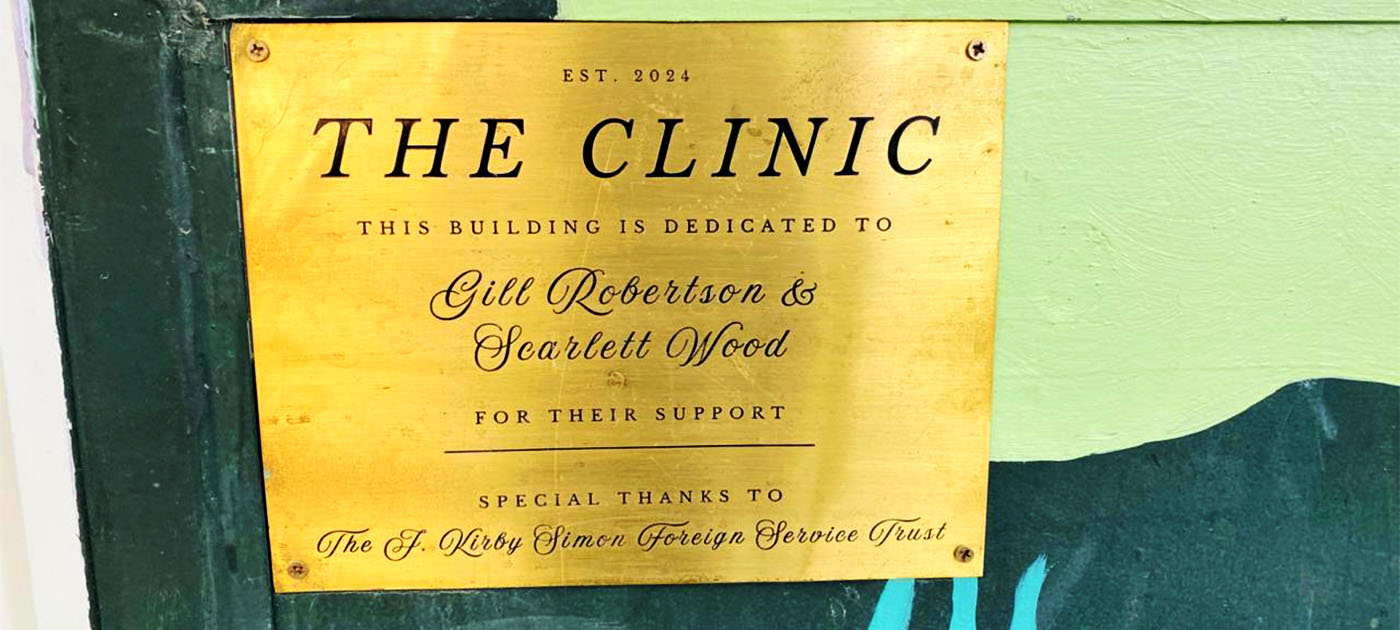 EST. 2024
THE CLINIC
THIS BUILDING IS DEDICATED TO
Gill Robertson &
Scarlett Wood
FOR THEIR SUPPORT
SPECIAL THANKS TO
The J. Kirby Simon Foreign Service Trust